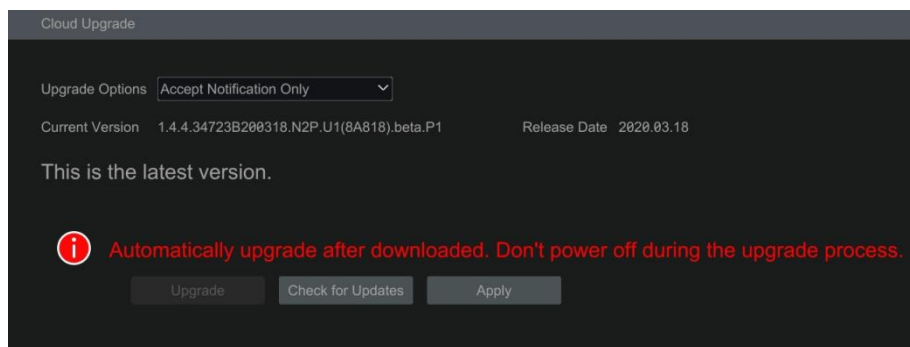 Cloud Upgrade
Upgrade Options Accept Notification Only
Current Version 1.4.4.34723B200318.N2P.U1(8A818).beta.P1 Release Date 2020.03.18
This is the latest version.
Automatically upgrade after downloaded. Don't power off during the upgrade process.
Upgrade Check for Updates Apply